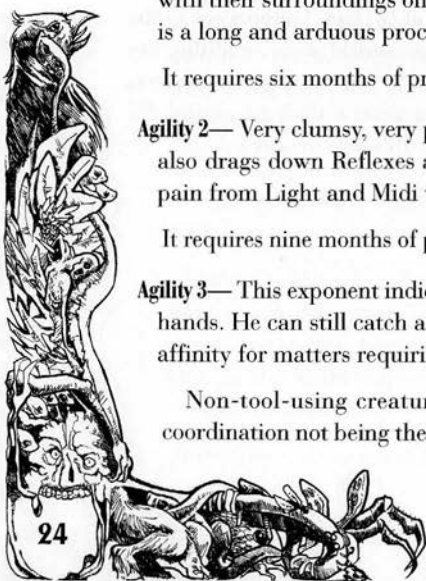 with their surroundings on
is a long and arduous proc
It requires six months of pr
Agility 2— Very clumsy, very p
also drags down Reflexes a
pain from Light and Midi
It requires nine months of p
Agility 3— This exponent indic
hands. He can still catch a
affinity for matters requiri
Non-tool-using creatur
coordination not being the
24